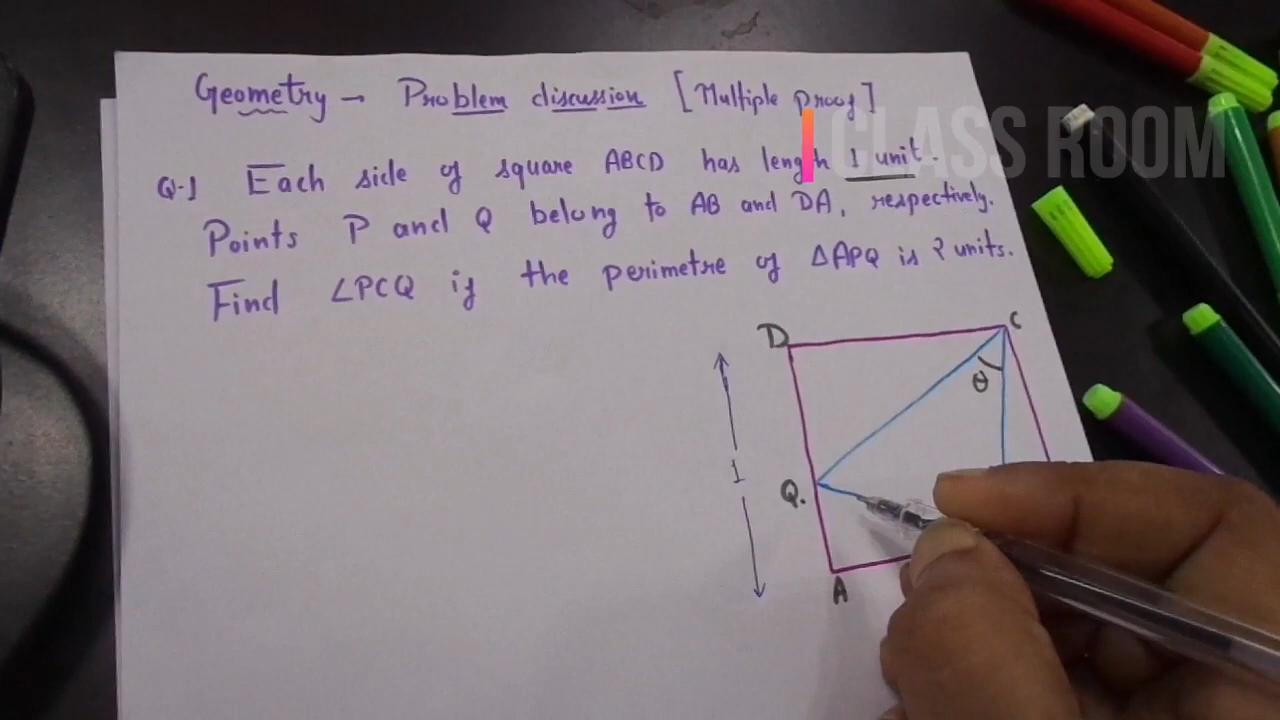 Geometry - Problem discussion [Multiple proof]
CLASS ROOM
Q-1 Each side of square ABCD has length 1 unit.
Points P and Q belong to AB and DA, respectively.
Find ∠PCQ if the perimetre of ΔAPQ is 2 units.
D
C
θ
1
Q.
A